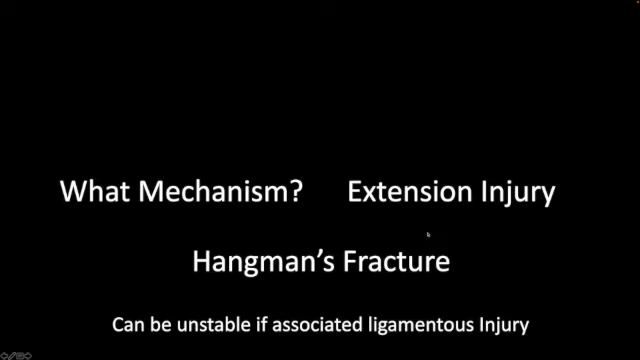 What Mechanism? Extension Injury
Hangman’s Fracture
Can be unstable if associated ligamentous Injury